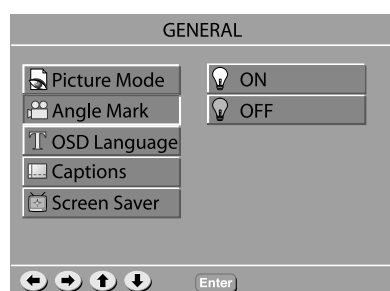 GENERAL
Picture Mode
ON
Angle Mark
OFF
OSD Language
Captions
Screen Saver
Enter